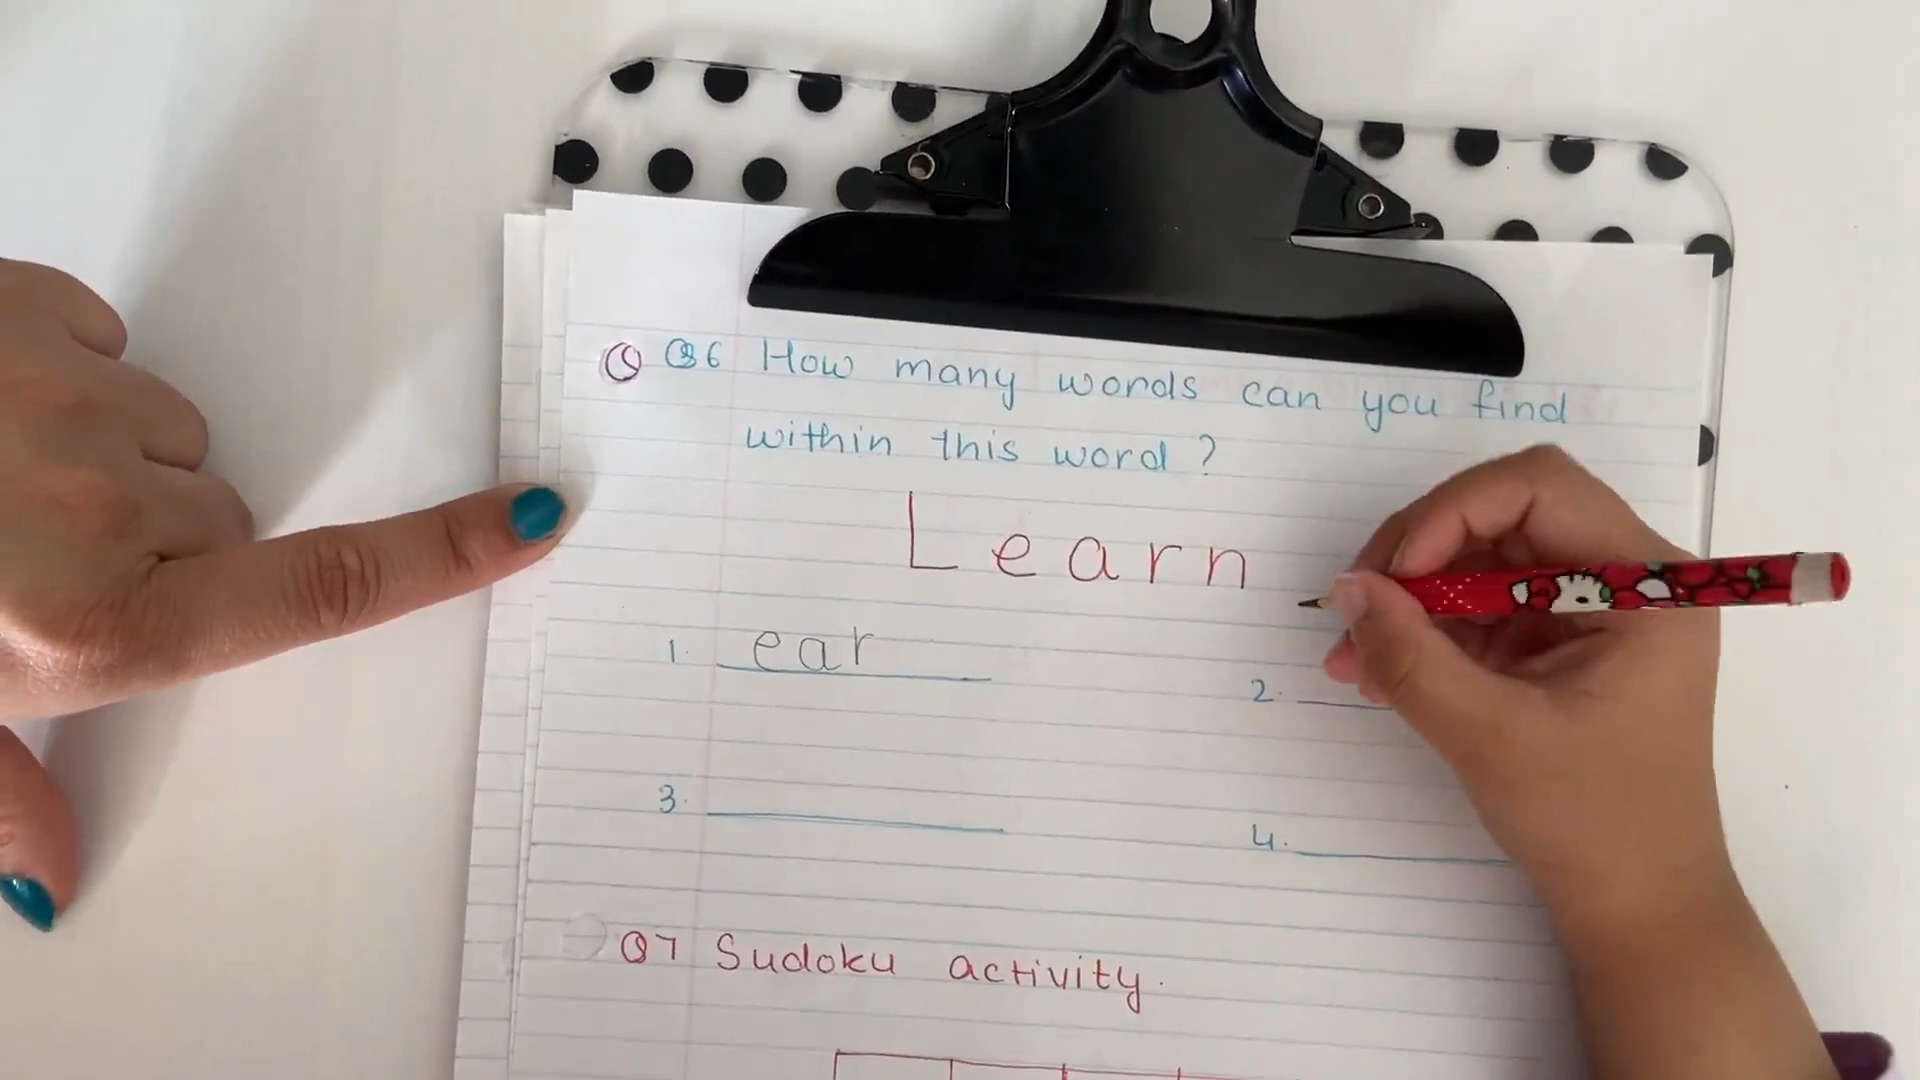 Q Q6 How many words can you find
within this word ?
Learn
1. ear
2.
3.
4.
Q7 Sudoku activity.